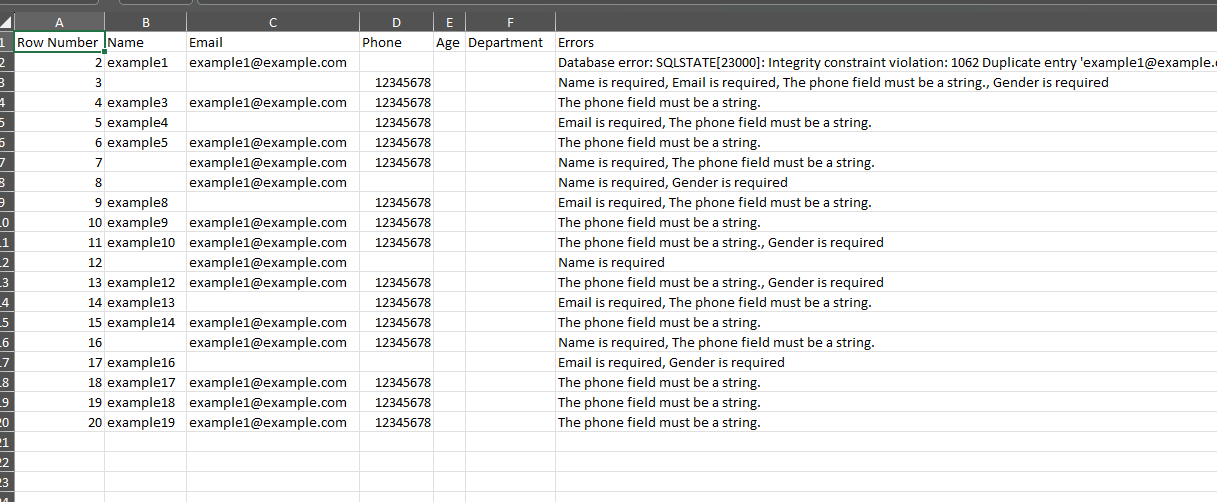 A B C D E F
1 Row Number Name Email Phone Age Department Errors
2 2 example1 example1@example.com Database error: SQLSTATE[23000]: Integrity constraint violation: 1062 Duplicate entry 'example1@example.
3 3 12345678 Name is required, Email is required, The phone field must be a string., Gender is required
4 4 example3 example1@example.com 12345678 The phone field must be a string.
5 5 example4 12345678 Email is required, The phone field must be a string.
6 6 example5 example1@example.com 12345678 The phone field must be a string.
7 7 example1@example.com 12345678 Name is required, The phone field must be a string.
8 8 example1@example.com Name is required, Gender is required
9 9 example8 12345678 Email is required, The phone field must be a string.
0 10 example9 example1@example.com 12345678 The phone field must be a string.
1 11 example10 example1@example.com 12345678 The phone field must be a string., Gender is required
2 12 example1@example.com Name is required
3 13 example12 example1@example.com 12345678 The phone field must be a string., Gender is required
4 14 example13 12345678 Email is required, The phone field must be a string.
5 15 example14 example1@example.com 12345678 The phone field must be a string.
6 16 example1@example.com 12345678 Name is required, The phone field must be a string.
7 17 example16 Email is required, Gender is required
8 18 example17 example1@example.com 12345678 The phone field must be a string.
9 19 example18 example1@example.com 12345678 The phone field must be a string.
20 20 example19 example1@example.com 12345678 The phone field must be a string.
21
22
23